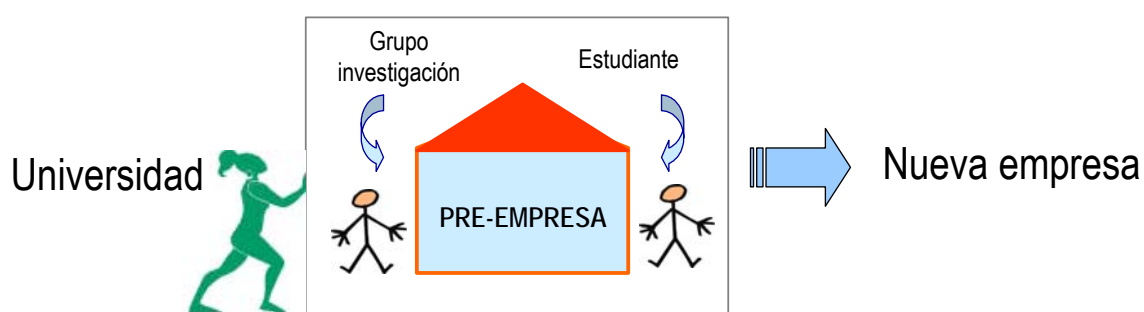 Grupo
investigación
Estudiante
Universidad
PRE-EMPRESA
Nueva empresa